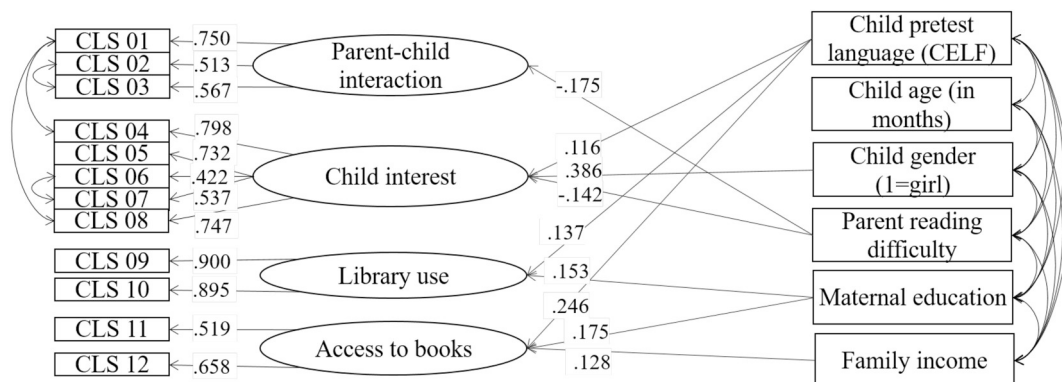 CLS 01
CLS 02
CLS 03
CLS 04
CLS 05
CLS 06
CLS 07
CLS 08
CLS 09
CLS 10
CLS 11
CLS 12
.750
.513
.567
.798
.732
.422
.537
.747
.900
.895
.519
.658
Parent-child
interaction
Child interest
Library use
Access to books
-.175
.116
.386
-.142
.137
.153
.246
.175
.128
Child pretest
language (CELF)
Child age (in
months)
Child gender
(1=girl)
Parent reading
difficulty
Maternal education
Family income